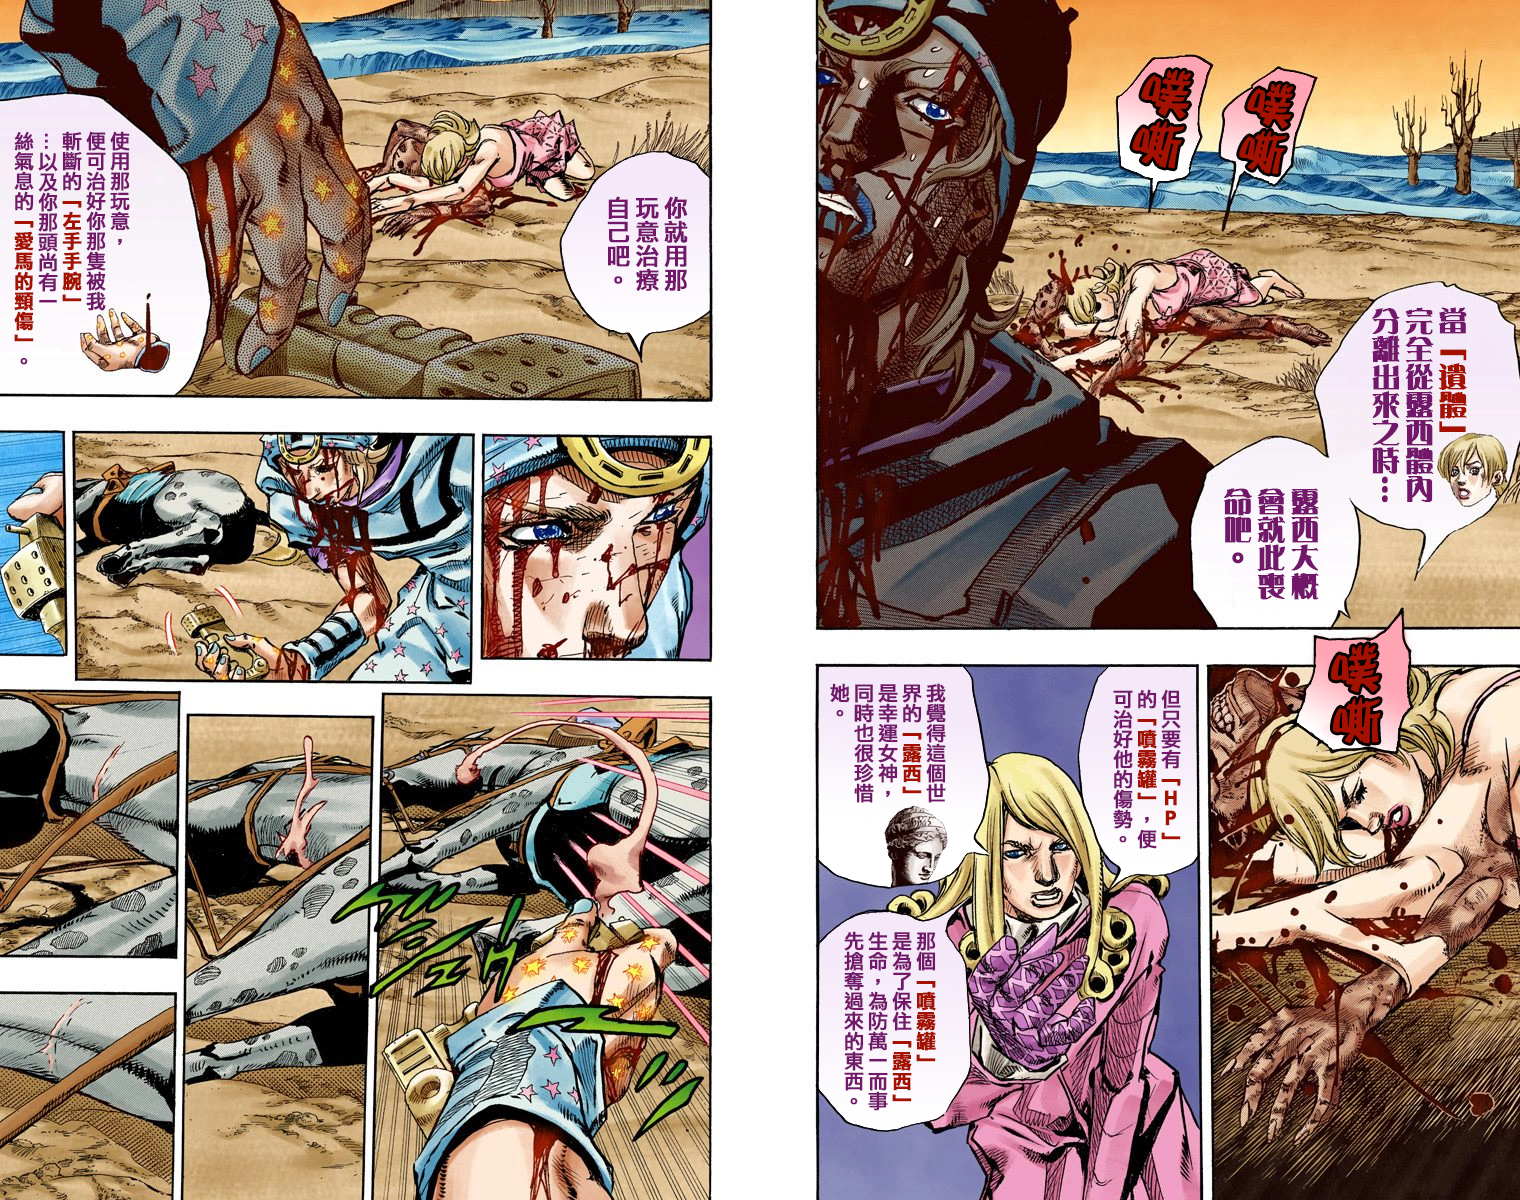 噗嘶
噗嘶
當「遺體」
完全從露西體內
分離出來之時…
露西大概
會就此喪
命吧。
噗嘶
但只要有「HP」
的「噴霧罐」，便
可治好他的傷勢。
我覺得這個世
界的「露西」
是幸運女神，
同時也很珍惜
她。
那個「噴霧罐」
是為了保住「露西」
生命，為防萬一而事
先搶奪過來的東西。
你就用那
玩意治療
自己吧。
使用那玩意，
便可治好你那隻被我
斬斷的「左手手腕」
…以及你那頭尚有一
絲氣息的「愛馬的頸傷」。